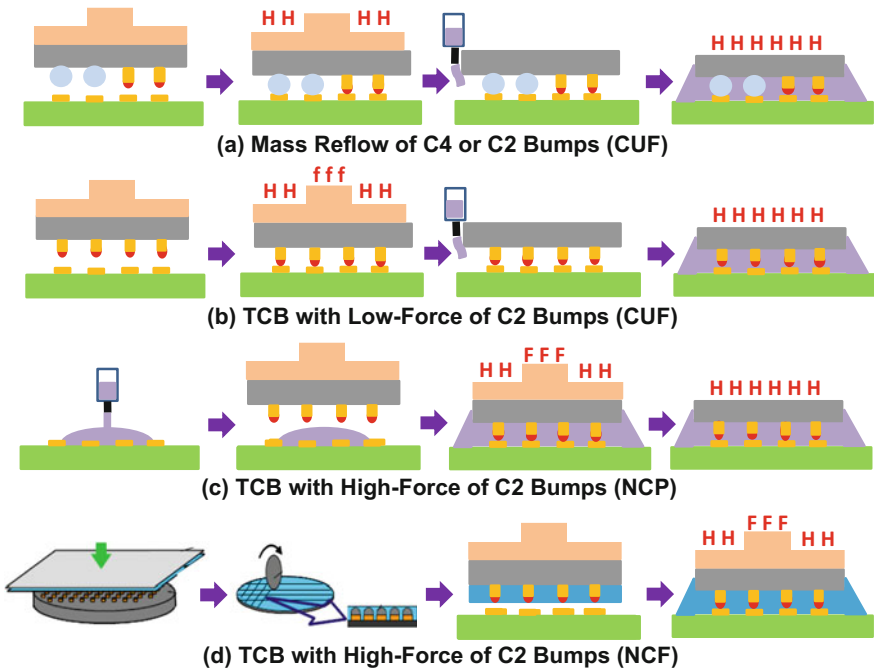 H H H H
H H H H H H
(a) Mass Reflow of C4 or C2 Bumps (CUF)
f f f
H H H H
H H H H H H
(b) TCB with Low-Force of C2 Bumps (CUF)
F F F
H H H H
H H H H H H
(c) TCB with High-Force of C2 Bumps (NCP)
F F F
H H H H
(d) TCB with High-Force of C2 Bumps (NCF)